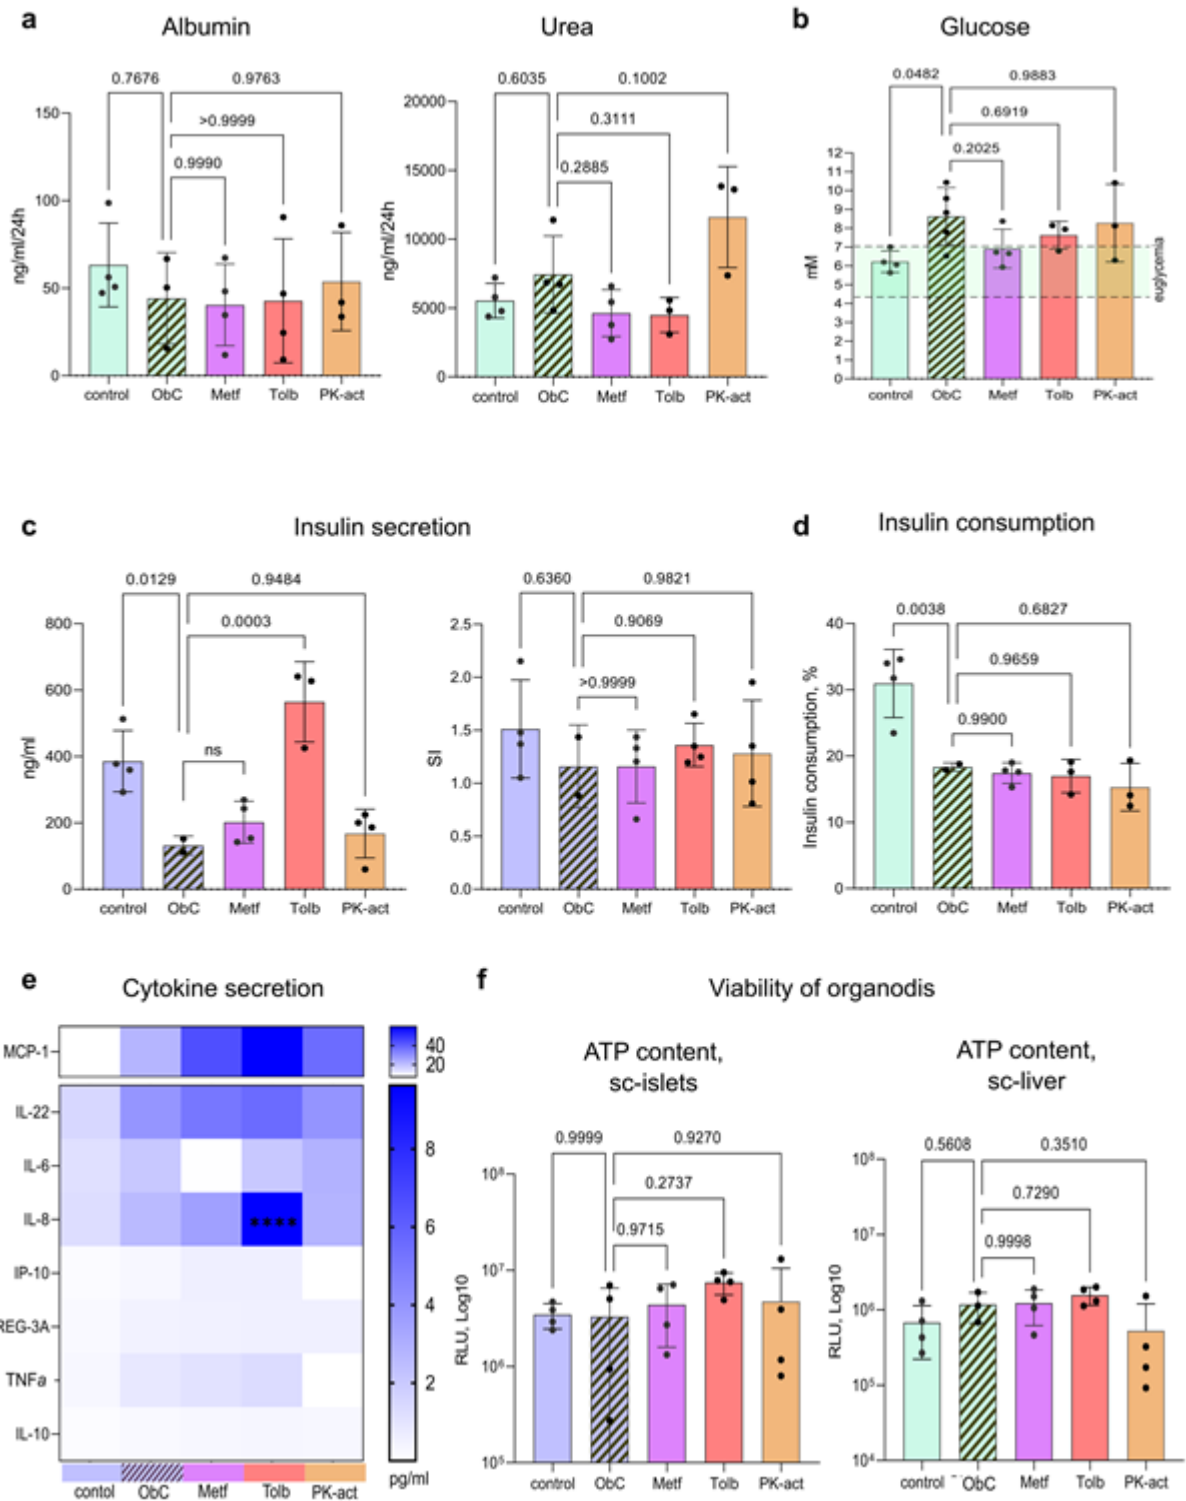 a
Albumin
Urea
b
Glucose
0.7676
0.9763
>0.9999
0.9990
150
100
50
0
ng/ml/24h
control
ObC
Metf
Tolb
PK-act
0.6035
0.1002
0.3111
0.2885
20000
15000
10000
5000
0
ng/ml/24h
control
ObC
Metf
Tolb
PK-act
0.0482
0.9883
0.6919
0.2025
12
11
10
9
8
7
6
5
4
3
2
1
0
mM
euglycemia
control
ObC
Metf
Tolb
PK-act
c
Insulin secretion
d
Insulin consumption
0.0129
0.9484
0.0003
ns
800
600
400
200
0
ng/ml
control
ObC
Metf
Tolb
PK-act
0.6360
0.9821
0.9069
>0.9999
2.5
2.0
1.5
1.0
0.5
0.0
SI
control
ObC
Metf
Tolb
PK-act
0.0038
0.6827
0.9659
0.9900
40
30
20
10
0
Insulin consumption, %
control
ObC
Metf
Tolb
PK-act
e
Cytokine secretion
MCP-1
IL-22
IL-6
IL-8
IP-10
REG-3A
TNFa
IL-10
40
20
8
6
4
2
pg/ml
contol
ObC
Metf
Tolb
PK-act
f
Viability of organodis
ATP content,
sc-islets
0.9999
0.9270
0.2737
0.9715
10⁸
10⁷
10⁶
10⁵
RLU, Log10
control
ObC
Metf
Tolb
PK-act
ATP content,
sc-liver
0.5608
0.3510
0.7290
0.9998
10⁸
10⁷
10⁶
10⁵
10⁴
RLU, Log10
control
ObC
Metf
Tolb
PK-act